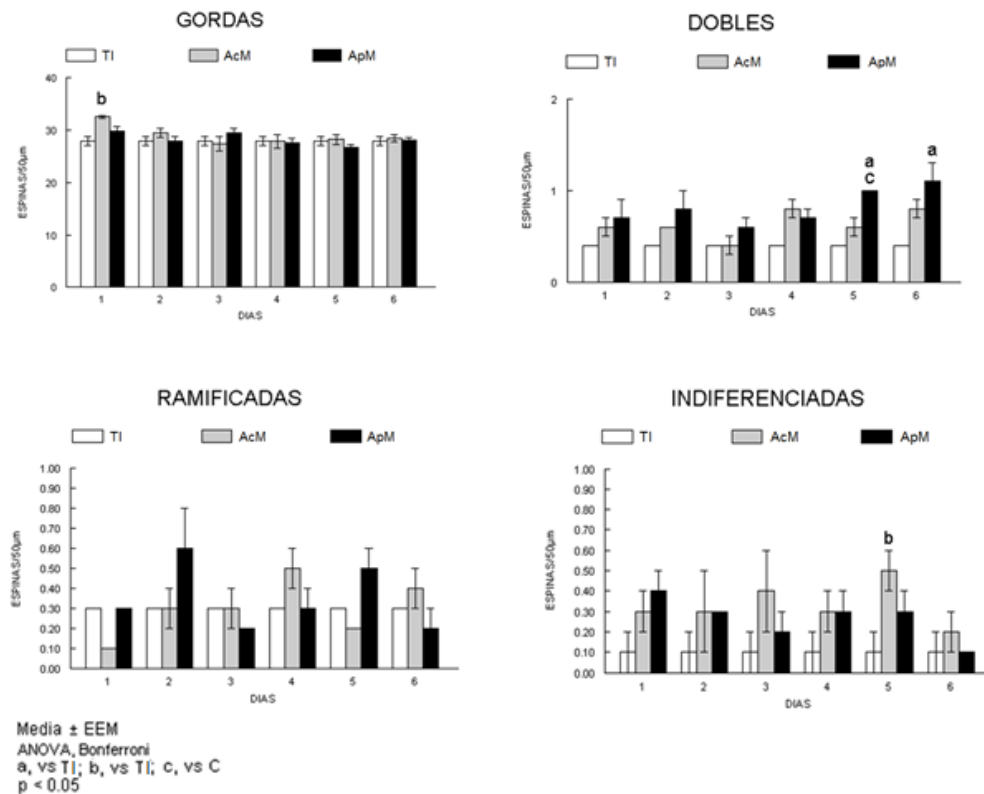 GORDAS
TI AcM ApM
40
30
20
10
0
ESPINAS/50µm
b
1 2 3 4 5 6
DIAS
DOBLES
TI AcM ApM
2
1
0
ESPINAS/50µm
a
c
a
1 2 3 4 5 6
DIAS
RAMIFICADAS
TI AcM ApM
1.00
0.90
0.80
0.70
0.60
0.50
0.40
0.30
0.20
0.10
0.00
ESPINAS/50µm
1 2 3 4 5 6
DIAS
INDIFERENCIADAS
TI AcM ApM
1.00
0.90
0.80
0.70
0.60
0.50
0.40
0.30
0.20
0.10
0.00
ESPINAS/50µm
b
1 2 3 4 5 6
DIAS
Media ± EEM
ANOVA, Bonferroni
a, vs TI; b, vs TI; c, vs C
p < 0.05